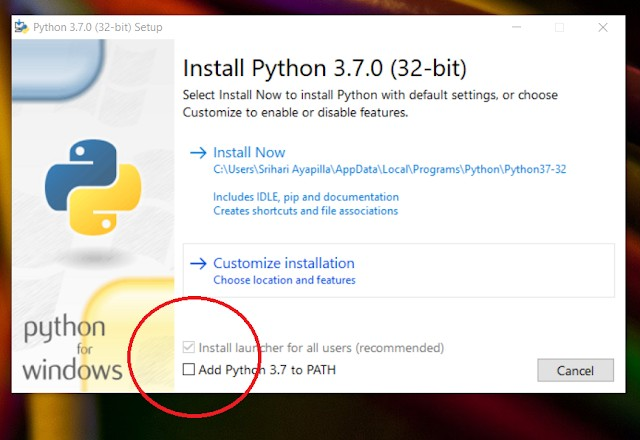 Python 3.7.0 (32-bit) Setup
Install Python 3.7.0 (32-bit)
Select Install Now to install Python with default settings, or choose
Customize to enable or disable features.
Install Now
C:\Users\Srihari Ayapilla\AppData\Local\Programs\Python\Python37-32
Includes IDLE, pip and documentation
Creates shortcuts and file associations
Customize installation
Choose location and features
python
for
windows
Install launcher for all users (recommended)
Add Python 3.7 to PATH
Cancel